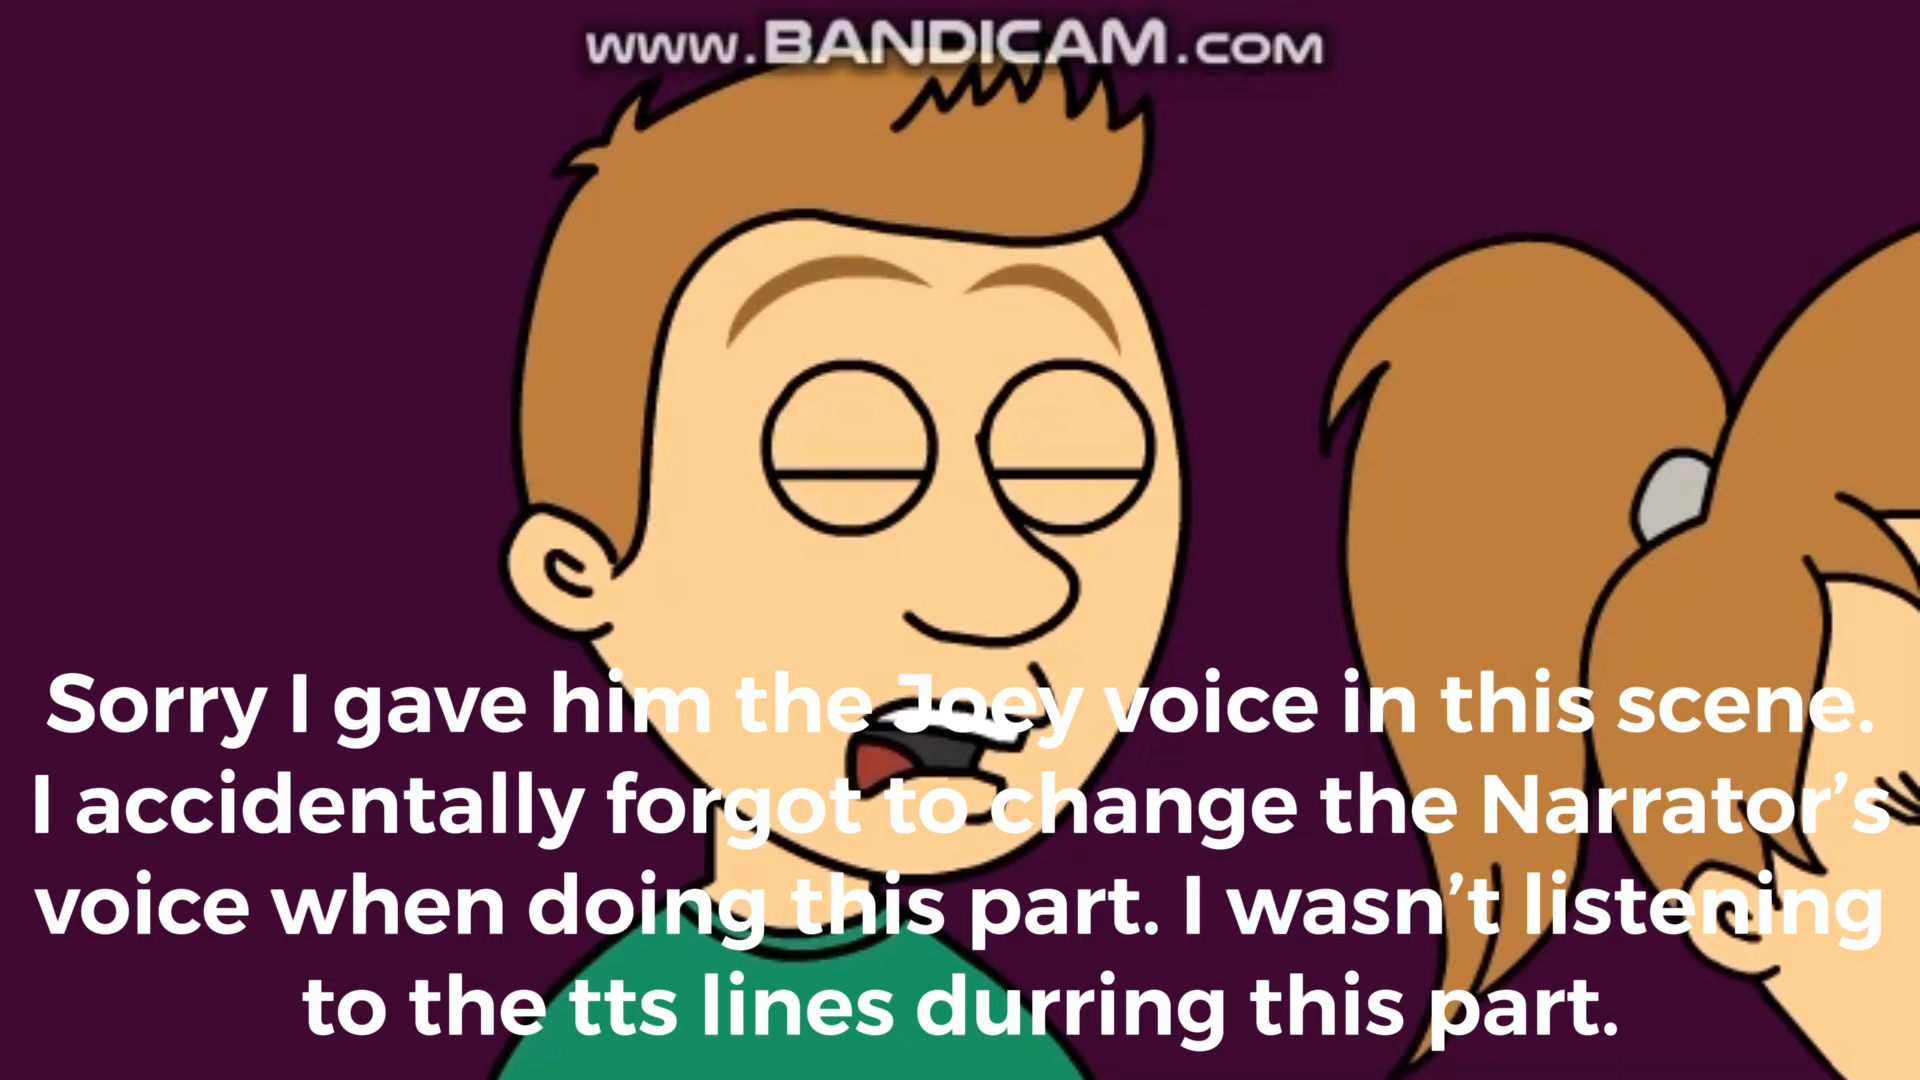 www.BANDICAM.com
Sorry I gave him the Joey voice in this scene.
I accidentally forgot to change the Narrator’s
voice when doing this part. I wasn’t listening
to the tts lines durring this part.